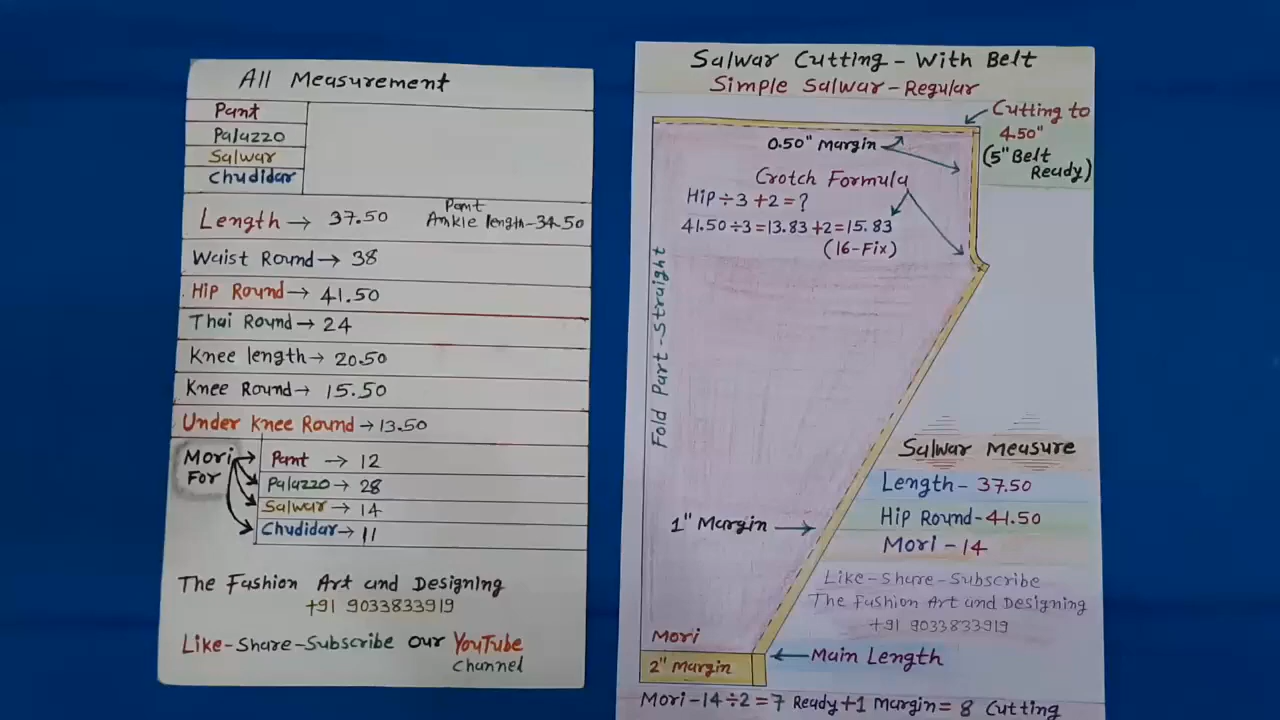 All Measurement
Pant
Palazzo
Salwar
Chudidar
Length → 37.50
Pant
Ankle length-34.50
Waist Round → 38
Hip Round → 41.50
Thai Round → 24
Knee length → 20.50
Knee Round → 15.50
Under Knee Round → 13.50
Mori
For
Pant → 12
Palazzo → 28
Salwar → 14
Chudidar → 11
The Fashion Art and Designing
+91 9033833919
Like-Share-Subscribe our YouTube
channel
Salwar Cutting - With Belt
Simple Salwar-Regular
Cutting to
4.50"
(5"Belt
Ready)
0.50" Margin
Crotch Formula
Hip ÷ 3 + 2 = ?
41.50 ÷ 3 = 13.83 + 2 = 15.83
(16-Fix)
Fold Part-Straight
1" Margin
Salwar Measure
Length - 37.50
Hip Round - 41.50
Mori - 14
Like-Share-Subscribe
The Fashion Art and Designing
+91 9033833919
Mori
2" Margin
Main Length
Mori - 14 ÷ 2 = 7 Ready + 1 Margin = 8 Cutting